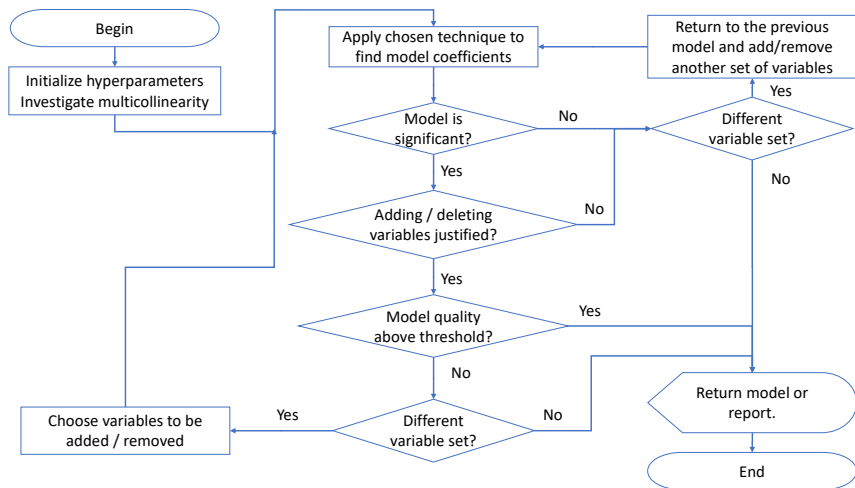 Begin
Initialize hyperparameters
Investigate multicollinearity
Apply chosen technique to
find model coefficients
Return to the previous
model and add/remove
another set of variables
Yes
Model is
significant?
No
Different
variable set?
Yes
No
Adding / deleting
variables justified?
No
Yes
Model quality
above threshold?
Yes
No
Choose variables to be
added / removed
Yes
Different
variable set?
No
Return model or
report.
End